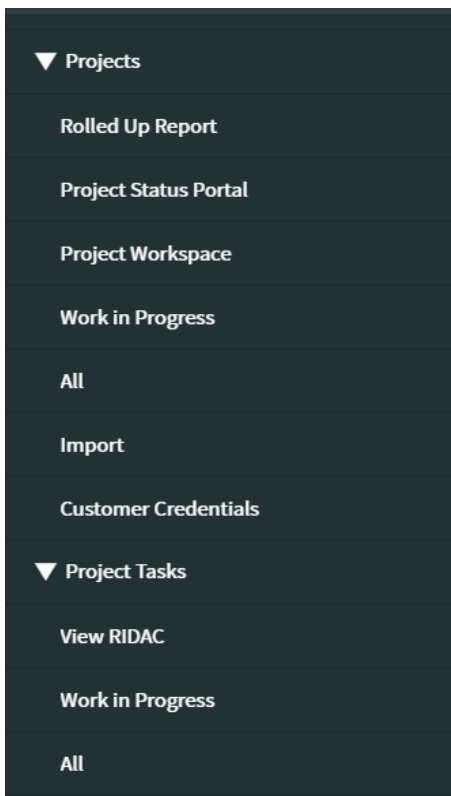 Projects
Rolled Up Report
Project Status Portal
Project Workspace
Work in Progress
All
Import
Customer Credentials
Project Tasks
View RIDAC
Work in Progress
All